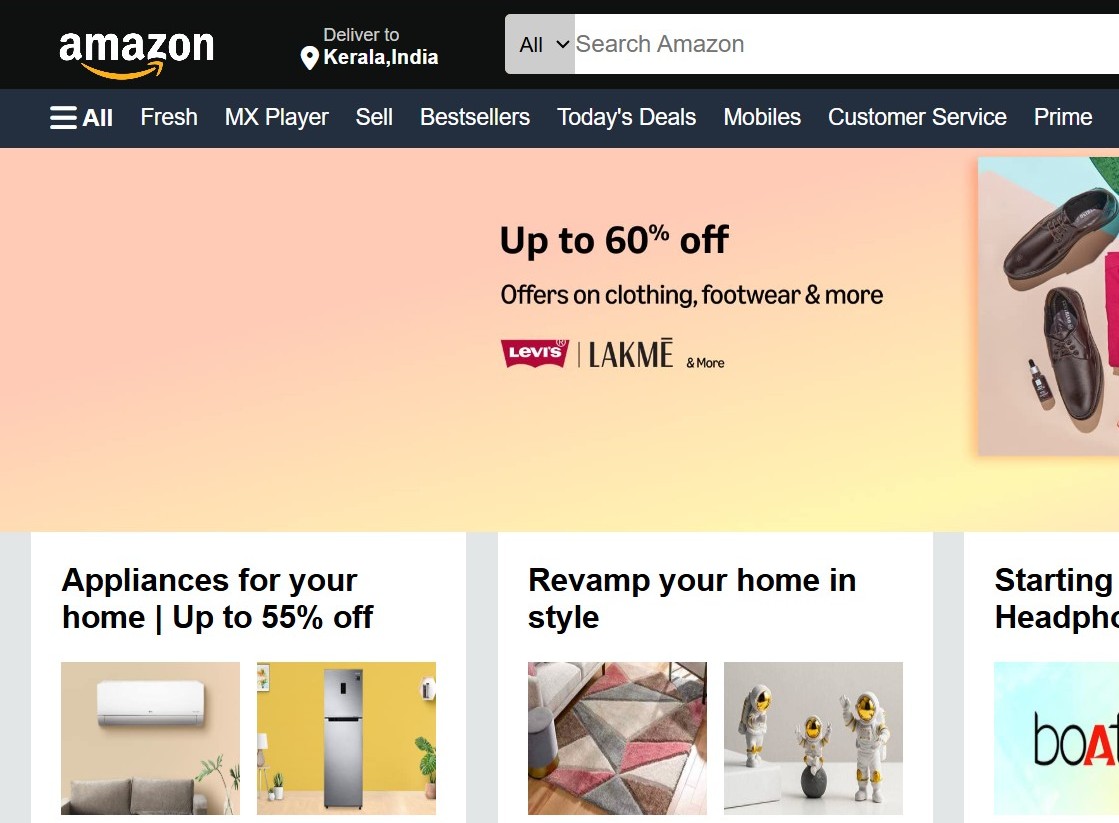 amazon
Deliver to
Kerala,India
All
Search Amazon
All Fresh MX Player Sell Bestsellers Today's Deals Mobiles Customer Service Prime
Up to 60% off
Offers on clothing, footwear & more
Levi's® | LAKMĒ & More
Appliances for your
home | Up to 55% off
Revamp your home in
style
Starting
Headpho
boAt